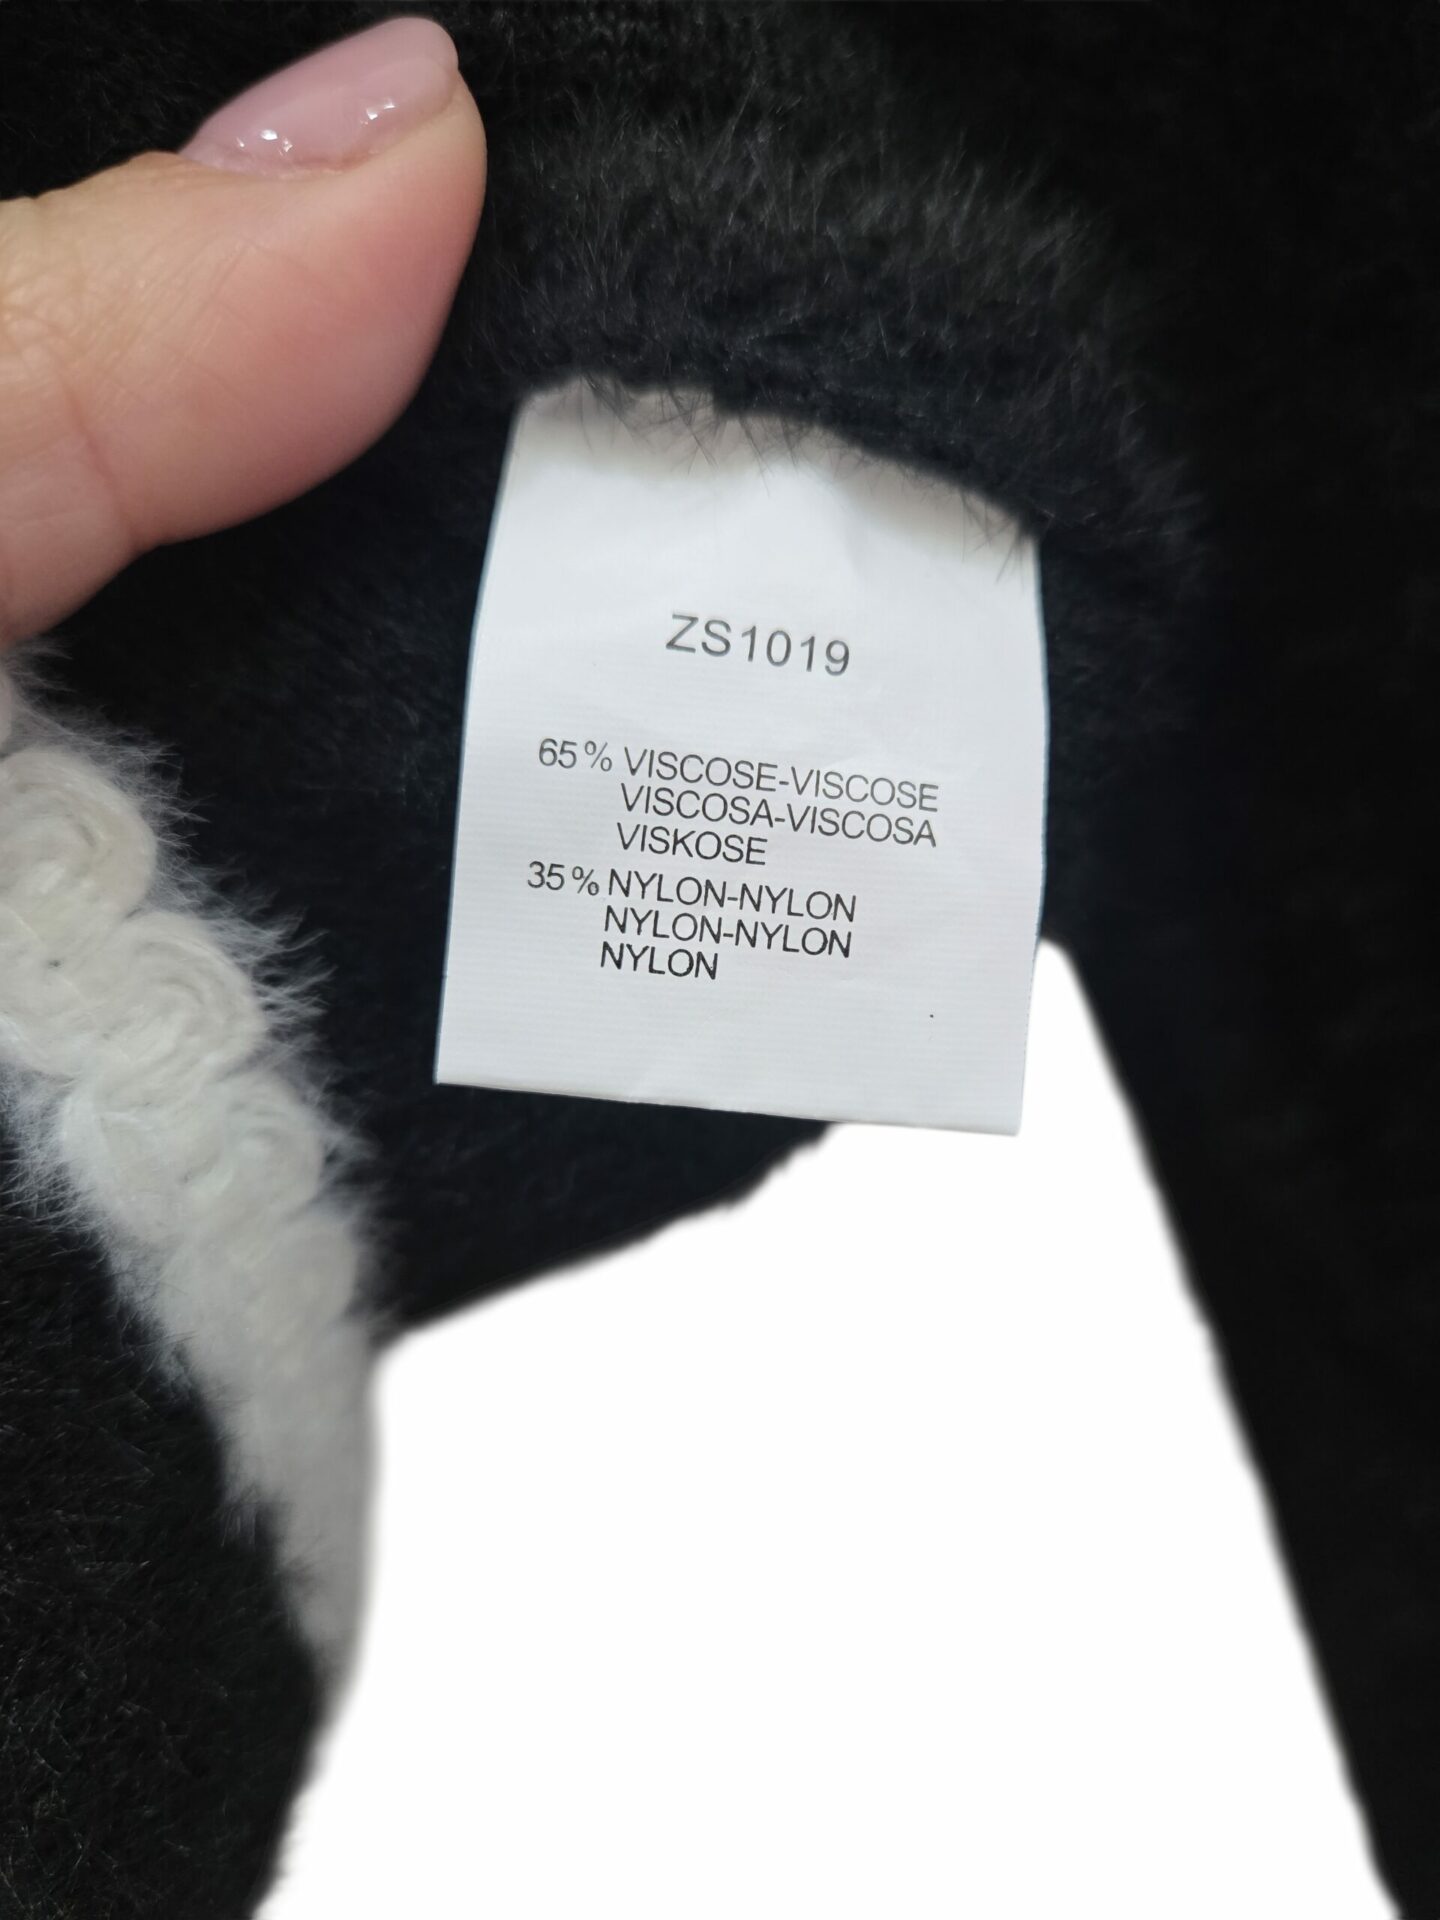 ZS1019
65% VISCOSE-VISCOSE
VISCOSA-VISCOSA
VISKOSE
35% NYLON-NYLON
NYLON-NYLON
NYLON